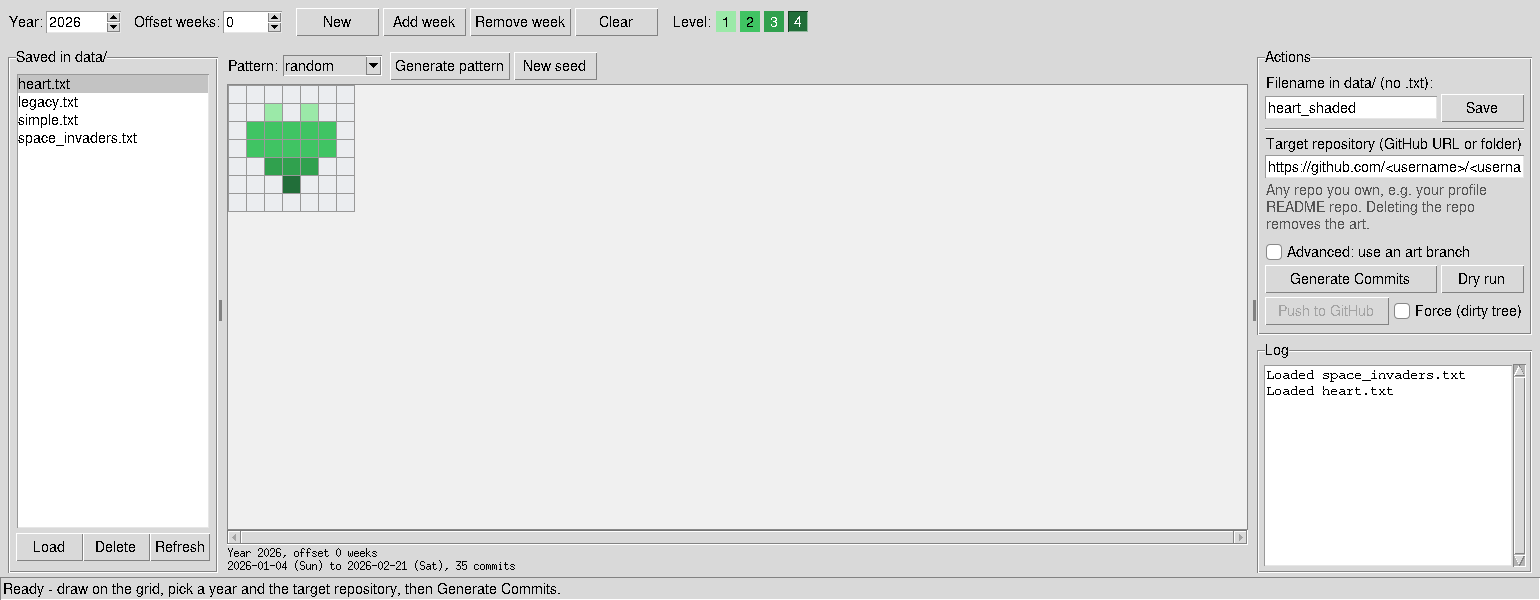 Year: 2026 Offset weeks: 0 New Add week Remove week Clear Level: 1 2 3 4
Saved in data/
heart.txt
legacy.txt
simple.txt
space_invaders.txt
Load Delete Refresh
Pattern: random Generate pattern New seed
Year 2026, offset 0 weeks
2026-01-04 (Sun) to 2026-02-21 (Sat), 35 commits
Actions
Filename in data/ (no .txt):
heart_shaded Save
Target repository (GitHub URL or folder)
https://github.com/<username>/<userna
Any repo you own, e.g. your profile
README repo. Deleting the repo
removes the art.
Advanced: use an art branch
Generate Commits Dry run
Push to GitHub Force (dirty tree)
Log
Loaded space_invaders.txt
Loaded heart.txt
Ready - draw on the grid, pick a year and the target repository, then Generate Commits.